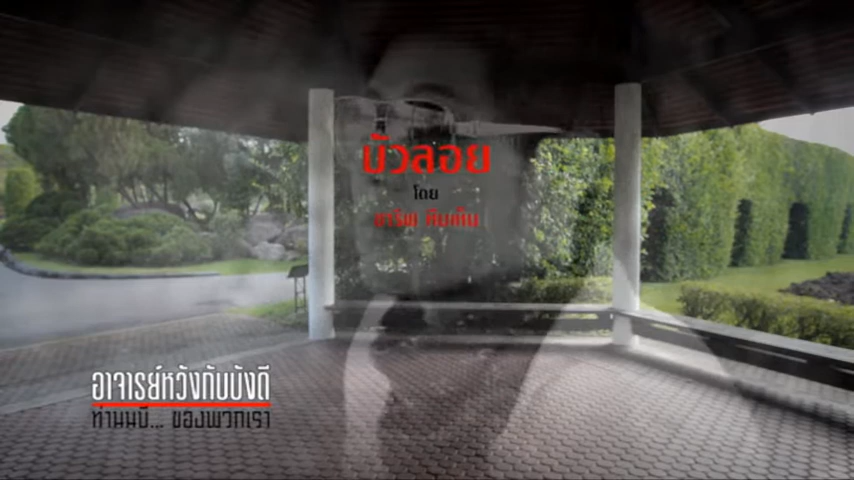 บัวลอย
โดย
อาจารย์หวังกับบังดี
ท่านนบี... ของพวกเรา